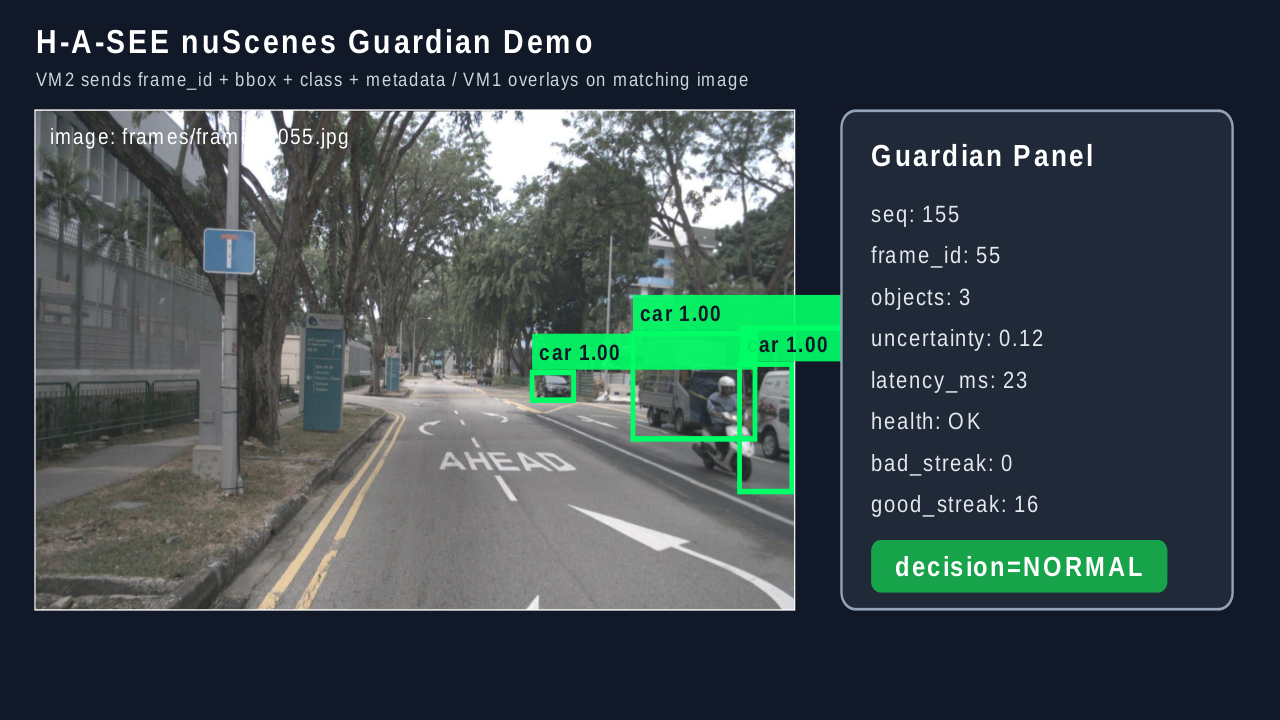 H-A-SEE nuScenes Guardian Demo
VM2 sends frame_id + bbox + class + metadata / VM1 overlays on matching image
image: frames/fram 055.jpg
car 1.00
car 1.00
car 1.00
AHEAD
Guardian Panel
seq: 155
frame_id: 55
objects: 3
uncertainty: 0.12
latency_ms: 23
health: OK
bad_streak: 0
good_streak: 16
decision=NORMAL